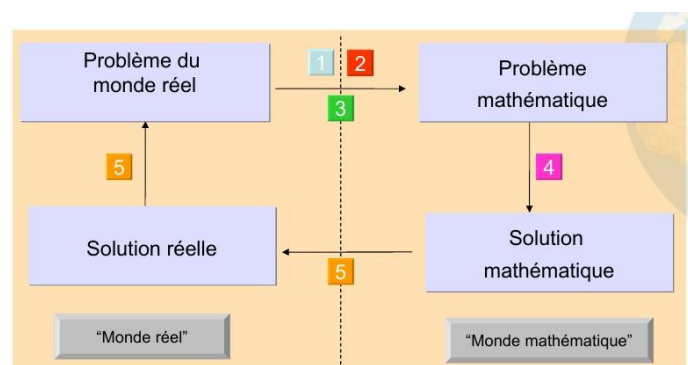 Problème du
monde réel
1
2
3
Problème
mathématique
5
4
Solution réelle
5
Solution
mathématique
“Monde réel”
“Monde mathématique”